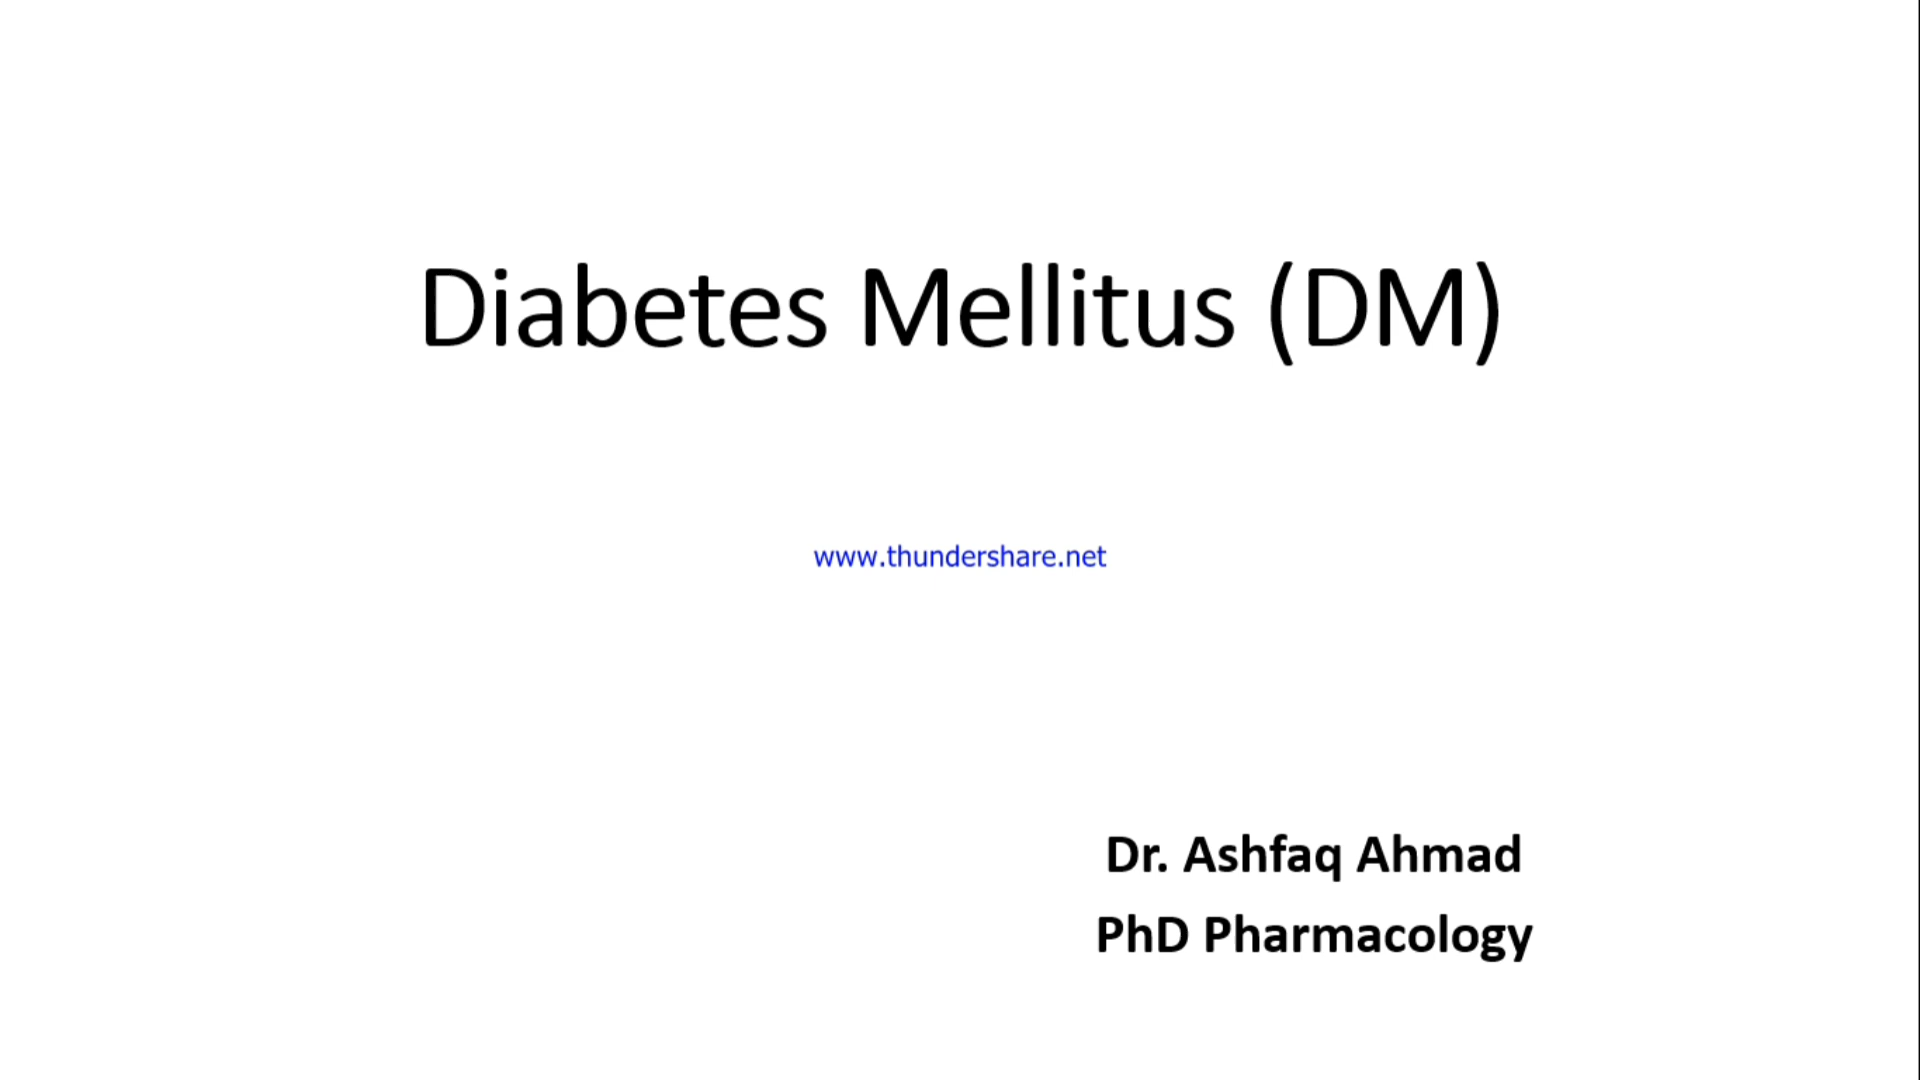 Diabetes Mellitus (DM)
www.thundershare.net
Dr. Ashfaq Ahmad
PhD Pharmacology